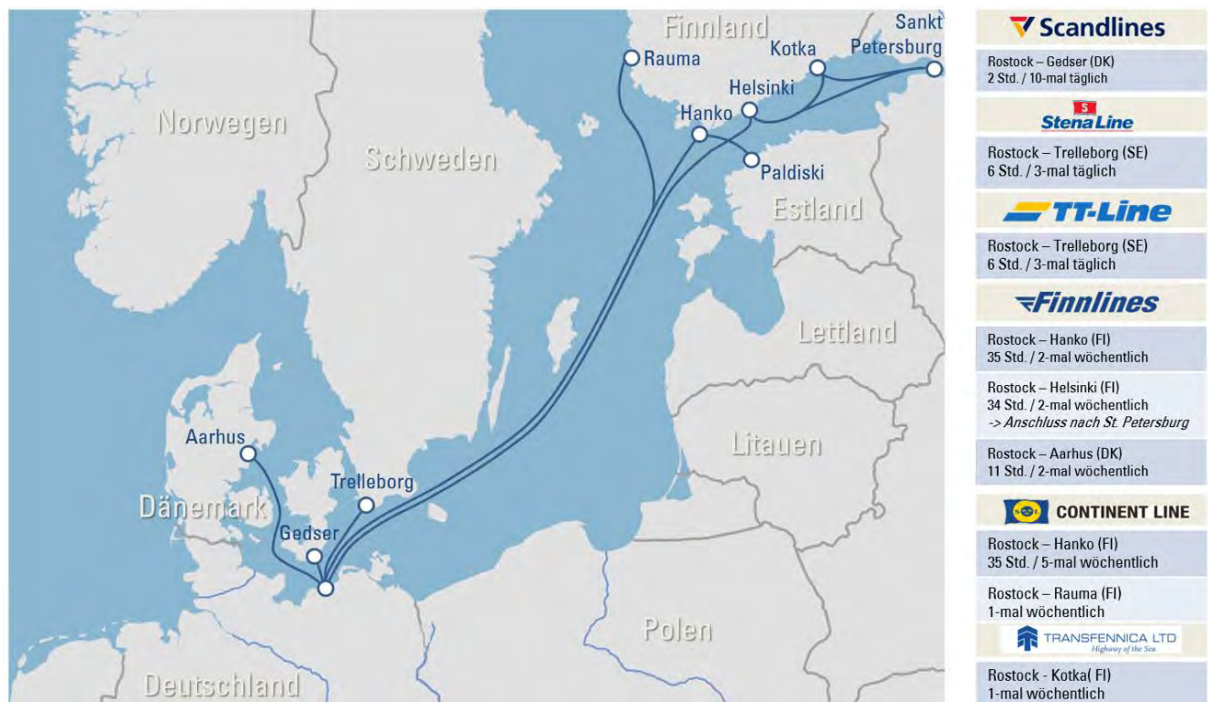 Finnland
Sankt
Petersburg
Kotka
Rauma
Helsinki
Hanko
Norwegen
Schweden
Paldiski
Estland
Lettland
Aarhus
Litauen
Trelleborg
Dänemark
Gedser
Polen
Deutschland
Scandlines
Rostock – Gedser (DK)
2 Std. / 10-mal täglich
S
Stena Line
Rostock – Trelleborg (SE)
6 Std. / 3-mal täglich
TT-Line
Rostock – Trelleborg (SE)
6 Std. / 3-mal täglich
Finnlines
Rostock – Hanko (FI)
35 Std. / 2-mal wöchentlich
Rostock – Helsinki (FI)
34 Std. / 2-mal wöchentlich
-> Anschluss nach St. Petersburg
Rostock – Aarhus (DK)
11 Std. / 2-mal wöchentlich
CONTINENT LINE
Rostock – Hanko (FI)
35 Std. / 5-mal wöchentlich
Rostock – Rauma (FI)
1-mal wöchentlich
TRANSFENNICA LTD
Highway of the Sea
Rostock - Kotka( FI)
1-mal wöchentlich